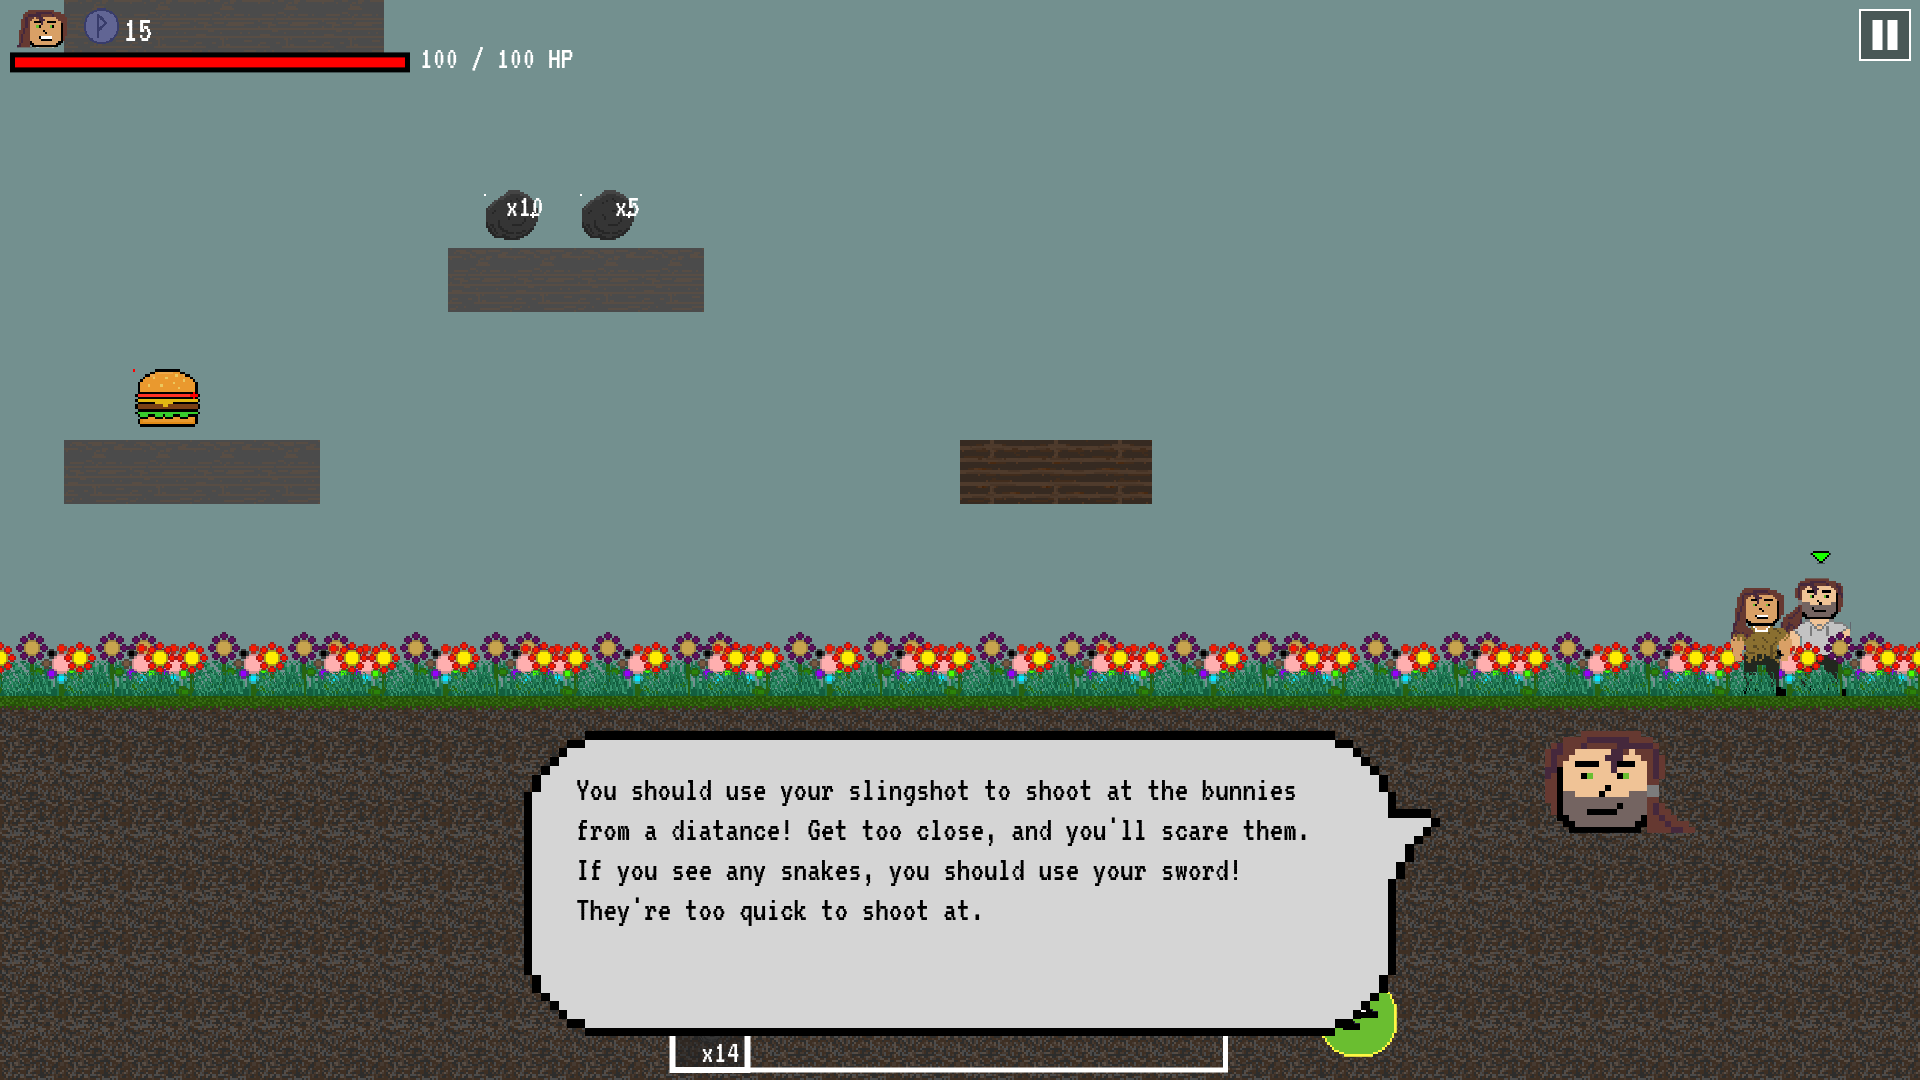 15
100 / 100 HP
x10
x5
You should use your slingshot to shoot at the bunnies
from a diatance! Get too close, and you'll scare them.
If you see any snakes, you should use your sword!
They're too quick to shoot at.
x14